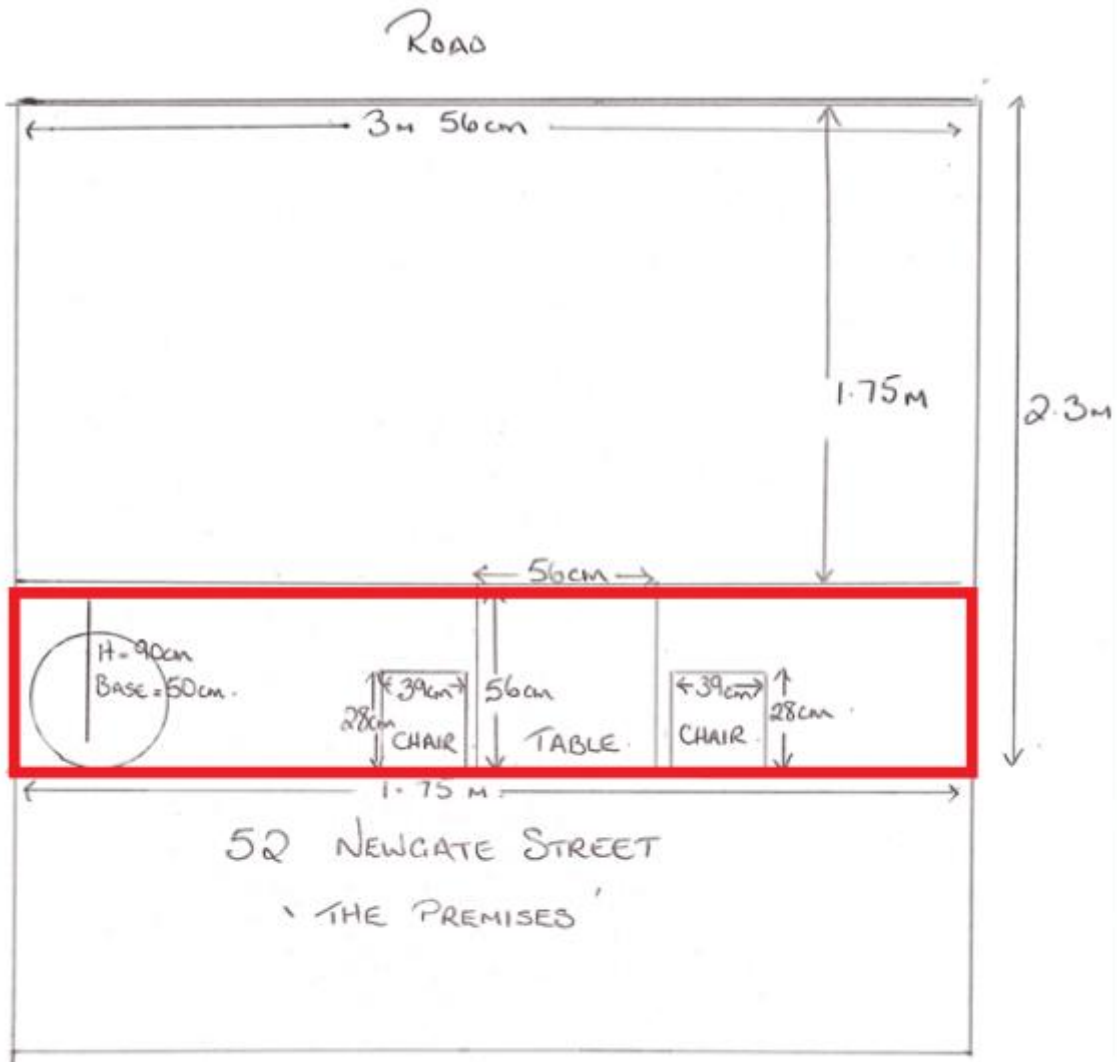 ROAD
3M 56cm
1.75M
2.3M
56cm
H=90cm
BASE=50cm.
39cm
56cm
39cm
28cm
28cm.
CHAIR
TABLE.
CHAIR.
1.75 M.
52 NEWGATE STREET
'THE PREMISES'